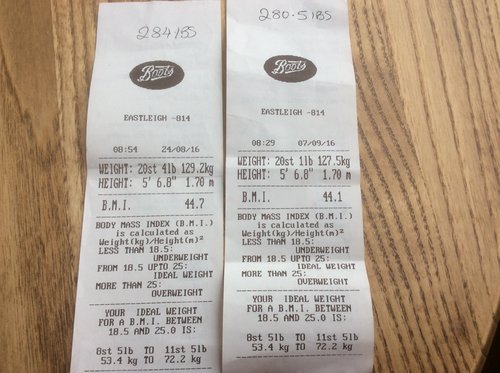 284lBS
Boots
EASTLEIGH -814
08:54 24/08/16
WEIGHT: 20st 4lb 129.2kg
HEIGHT: 5' 6.8" 1.70 m
B.M.I. 44.7
BODY MASS INDEX (B.M.I.)
is calculated as
Weight(kg)/Height(m)²
LESS THAN 18.5:
UNDERWEIGHT
FROM 18.5 UPTO 25:
IDEAL WEIGHT
MORE THAN 25:
OVERWEIGHT
YOUR IDEAL WEIGHT
FOR A B.M.I. BETWEEN
18.5 AND 25.0 IS:
8st 5lb TO 11st 5lb
53.4 kg TO 72.2 kg
280.5lBS
Boots
EASTLEIGH -814
08:29 07/09/16
WEIGHT: 20st 1lb 127.5kg
HEIGHT: 5' 6.8" 1.70 m
B.M.I. 44.1
BODY MASS INDEX (B.M.I.)
is calculated as
Weight(kg)/Height(m)²
LESS THAN 18.5:
UNDERWEIGHT
FROM 18.5 UPTO 25:
IDEAL WEIGHT
MORE THAN 25:
OVERWEIGHT
YOUR IDEAL WEIGHT
FOR A B.M.I. BETWEEN
18.5 AND 25.0 IS:
8st 5lb TO 11st 5lb
53.4 kg TO 72.2 kg